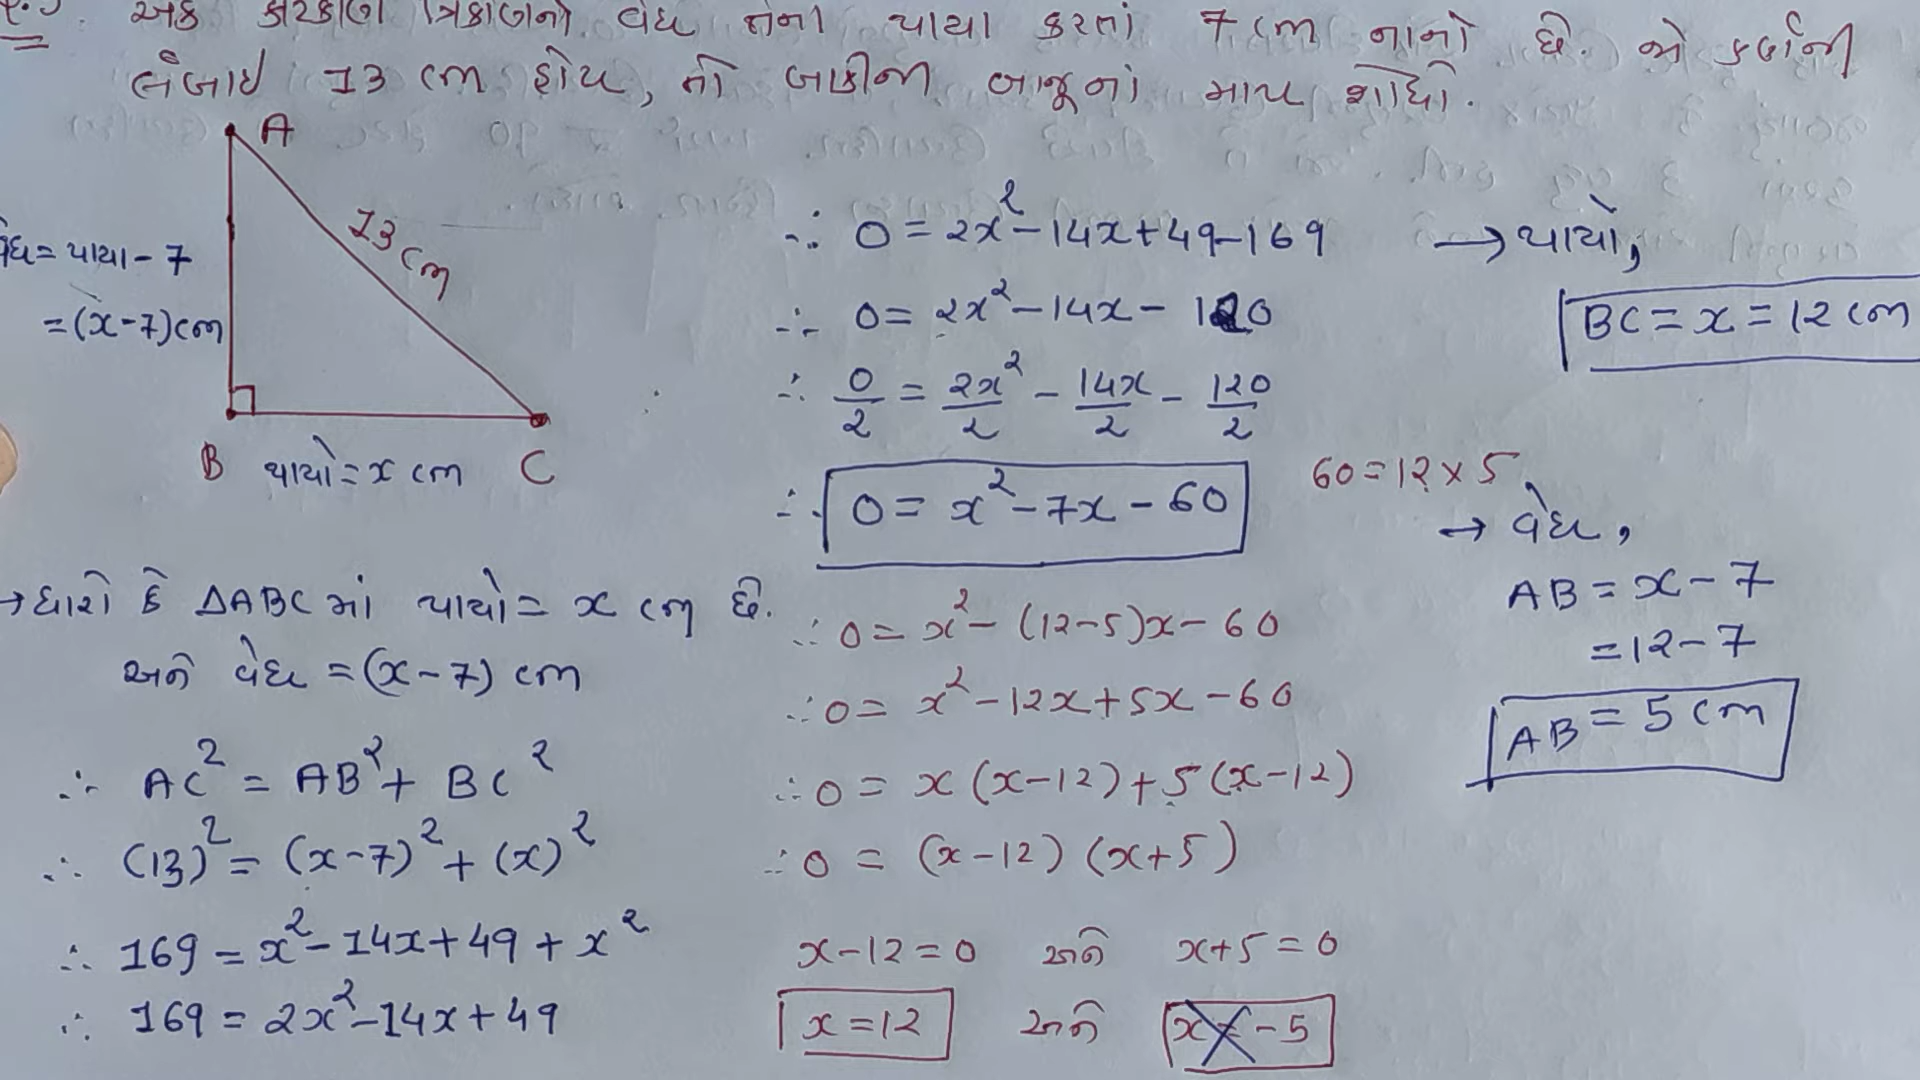 એક કાટકોણ ત્રિકોણનો વેધ તેના પાયા કરતાં 7 cm નાનો છે. જો કર્ણની
લંબાઈ 13 cm હોય, તો બાકીની બાજૂનાં માપ શોધો.
A
13 cm
વેધ = પાયા - 7
= (x-7) cm
B પાયો = x cm C
→ ધારો કે ΔABC માં પાયો = x cm છે.
અને વેધ = (x-7) cm
∴ AC² = AB² + BC²
∴ (13)² = (x-7)² + (x)²
∴ 169 = x² - 14x + 49 + x²
∴ 169 = 2x² - 14x + 49
∴ 0 = 2x² - 14x + 49 - 169
∴ 0 = 2x² - 14x - 120
∴ 0/2 = 2x²/2 - 14x/2 - 120/2
∴ 0 = x² - 7x - 60
60 = 12 x 5
∴ 0 = x² - (12-5)x - 60
∴ 0 = x² - 12x + 5x - 60
∴ 0 = x (x-12) + 5 (x-12)
∴ 0 = (x-12) (x+5)
x-12 = 0 અને x+5 = 0
x = 12 અને x = -5
→ પાયો,
BC = x = 12 cm
→ વેધ,
AB = x - 7
= 12 - 7
AB = 5 cm